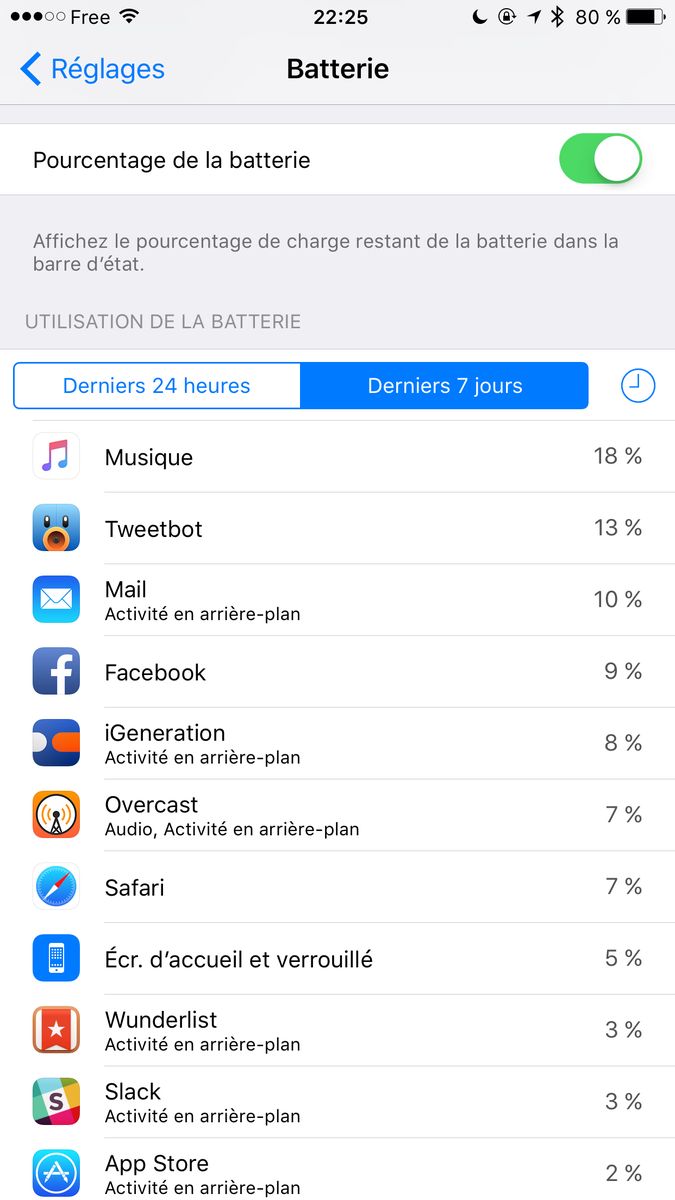 Free 22:25 80 %
Réglages Batterie
Pourcentage de la batterie
Affichez le pourcentage de charge restant de la batterie dans la
barre d’état.
UTILISATION DE LA BATTERIE
Derniers 24 heures Derniers 7 jours
Musique 18 %
Tweetbot 13 %
Mail 10 %
Activité en arrière-plan
Facebook 9 %
iGeneration 8 %
Activité en arrière-plan
Overcast 7 %
Audio, Activité en arrière-plan
Safari 7 %
Écr. d’accueil et verrouillé 5 %
Wunderlist 3 %
Activité en arrière-plan
Slack 3 %
Activité en arrière-plan
App Store 2 %
Activité en arrière-plan